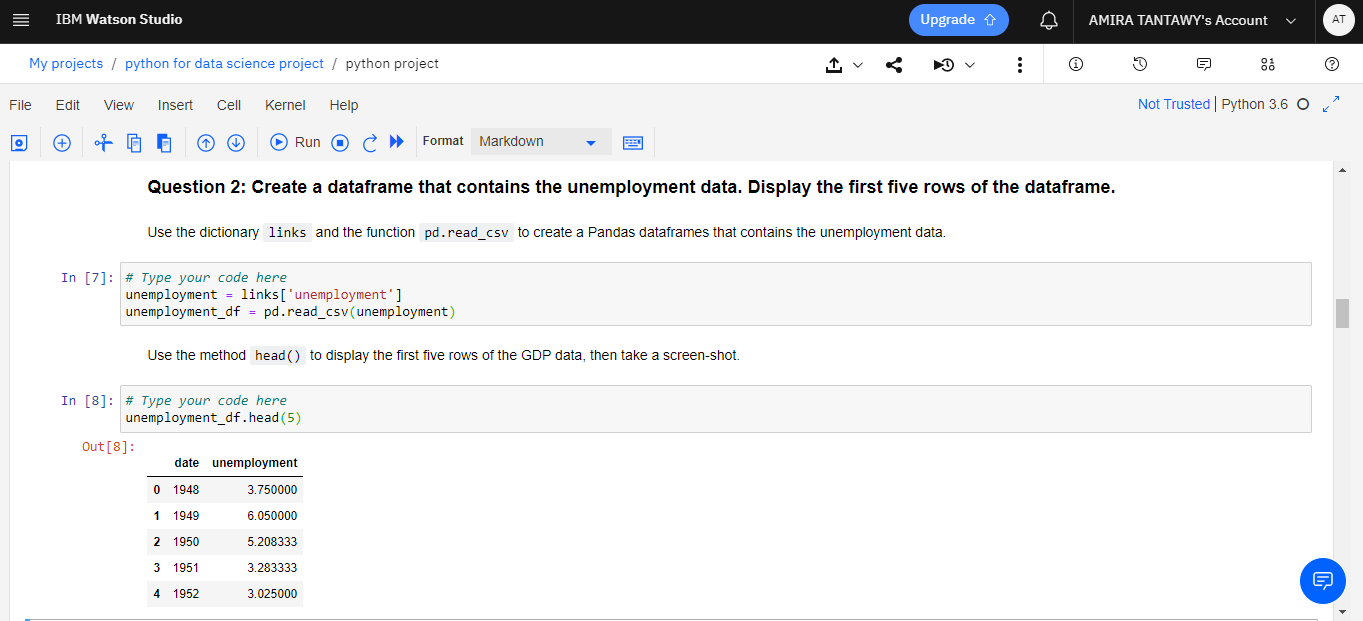 IBM Watson Studio
Upgrade
AMIRA TANTAWY's Account
AT
My projects / python for data science project / python project
File Edit View Insert Cell Kernel Help
Not Trusted | Python 3.6
Run
Format
Markdown
Question 2: Create a dataframe that contains the unemployment data. Display the first five rows of the dataframe.
Use the dictionary links and the function pd.read_csv to create a Pandas dataframes that contains the unemployment data.
In [7]: # Type your code here
unemployment = links['unemployment']
unemployment_df = pd.read_csv(unemployment)
Use the method head() to display the first five rows of the GDP data, then take a screen-shot.
In [8]: # Type your code here
unemployment_df.head(5)
Out[8]:
date unemployment
0 1948 3.750000
1 1949 6.050000
2 1950 5.208333
3 1951 3.283333
4 1952 3.025000